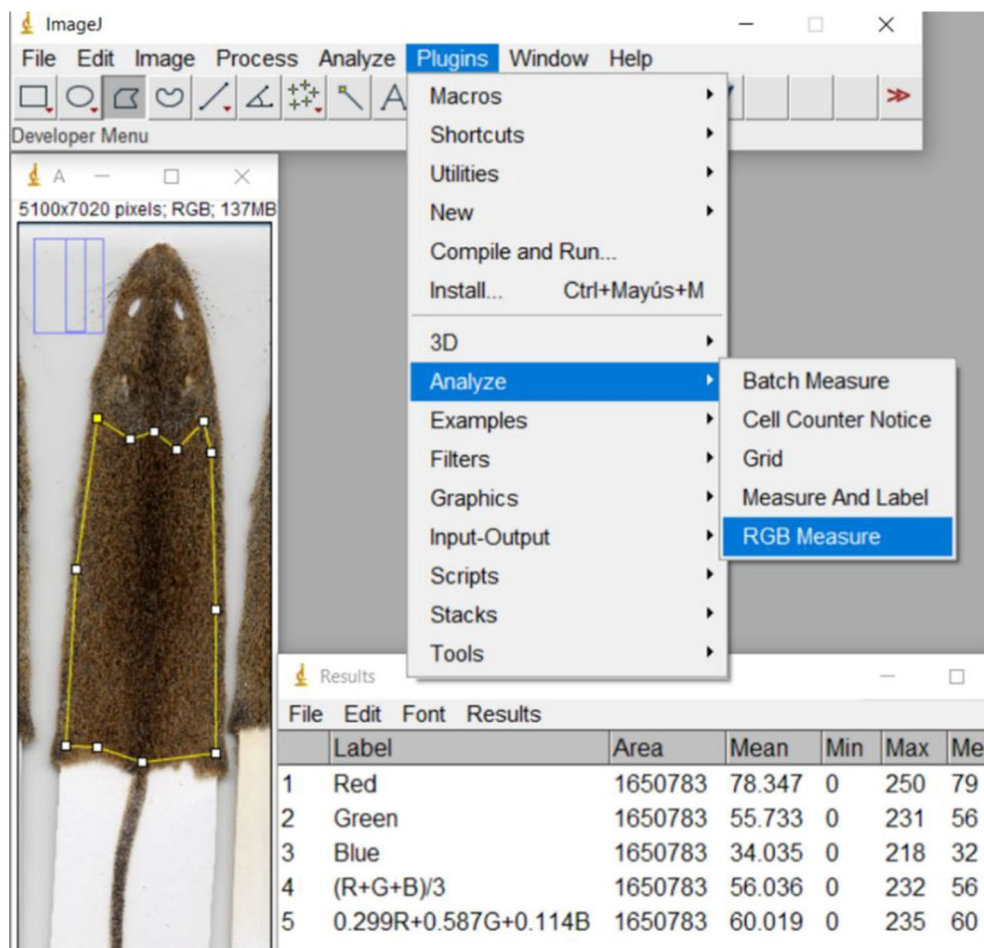 ImageJ
File Edit Image Process Analyze Plugins Window Help
Developer Menu
Macros
Shortcuts
Utilities
New
Compile and Run...
Install... Ctrl+Mayús+M
3D
Analyze
Examples
Filters
Graphics
Input-Output
Scripts
Stacks
Tools
Batch Measure
Cell Counter Notice
Grid
Measure And Label
RGB Measure
A
5100x7020 pixels; RGB; 137MB
Results
File Edit Font Results
Label Area Mean Min Max Me
1 Red 1650783 78.347 0 250 79
2 Green 1650783 55.733 0 231 56
3 Blue 1650783 34.035 0 218 32
4 (R+G+B)/3 1650783 56.036 0 232 56
5 0.299R+0.587G+0.114B 1650783 60.019 0 235 60